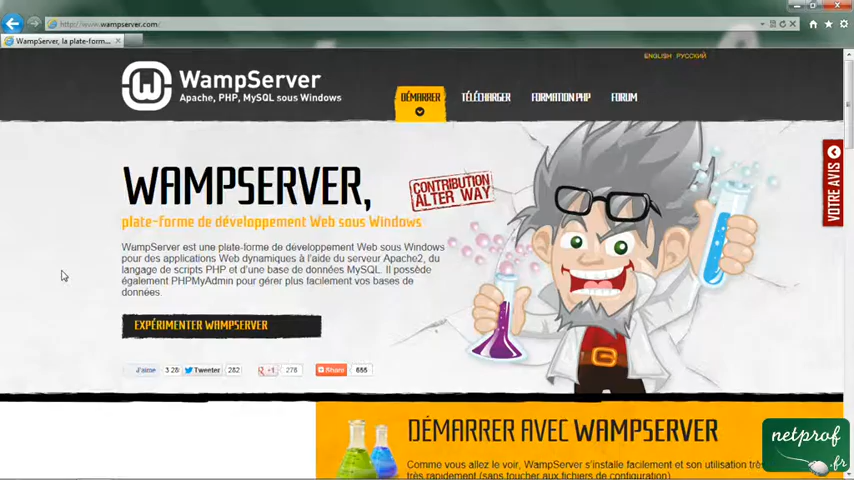 http://www.wampserver.com/
WampServer, la plate-form...
ENGLISH РУССКИЙ
WampServer
Apache, PHP, MySQL sous Windows
DÉMARRER
TÉLÉCHARGER
FORMATION PHP
FORUM
WAMPSERVER,
plate-forme de développement Web sous Windows
CONTRIBUTION
ALTER WAY
VOTRE AVIS
WampServer est une plate-forme de développement Web sous Windows
pour des applications Web dynamiques à l'aide du serveur Apache2, du
langage de scripts PHP et d'une base de données MySQL. Il possède
également PHPMyAdmin pour gérer plus facilement vos bases de
données.
EXPÉRIMENTER WAMPSERVER
J'aime 3 28 Tweeter 282 +1 276 Share 655
DÉMARRER AVEC WAMPSERVER
Comme vous allez le voir, WampServer s'installe facilement et son utilisation
très rapidement (sans toucher aux fichiers de configuration).
netprof
.fr